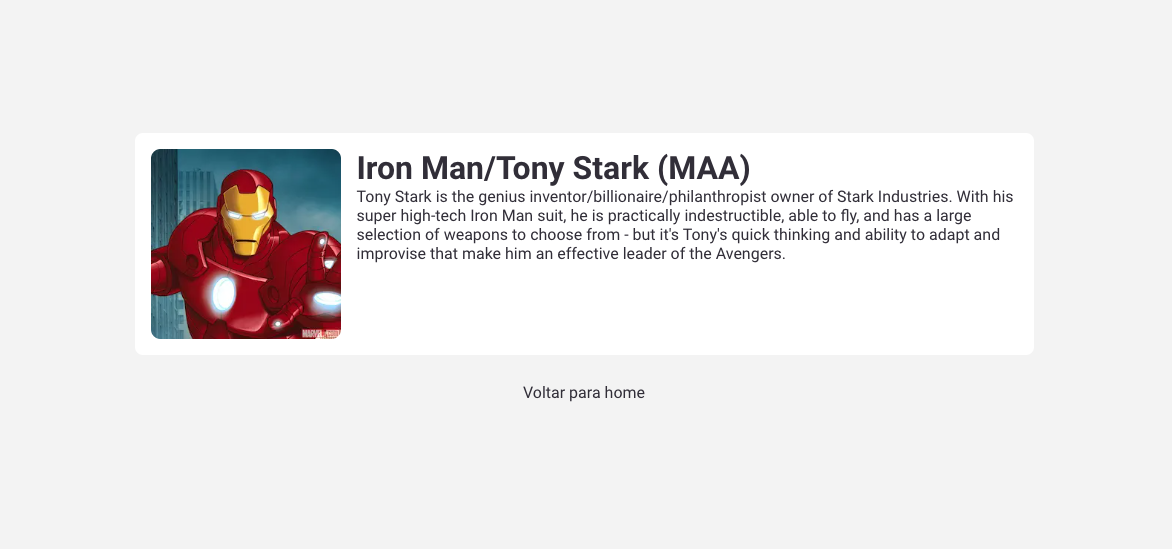 Iron Man/Tony Stark (MAA)
Tony Stark is the genius inventor/billionaire/philanthropist owner of Stark Industries. With his
super high-tech Iron Man suit, he is practically indestructible, able to fly, and has a large
selection of weapons to choose from - but it's Tony's quick thinking and ability to adapt and
improvise that make him an effective leader of the Avengers.
MARVEL
Voltar para home